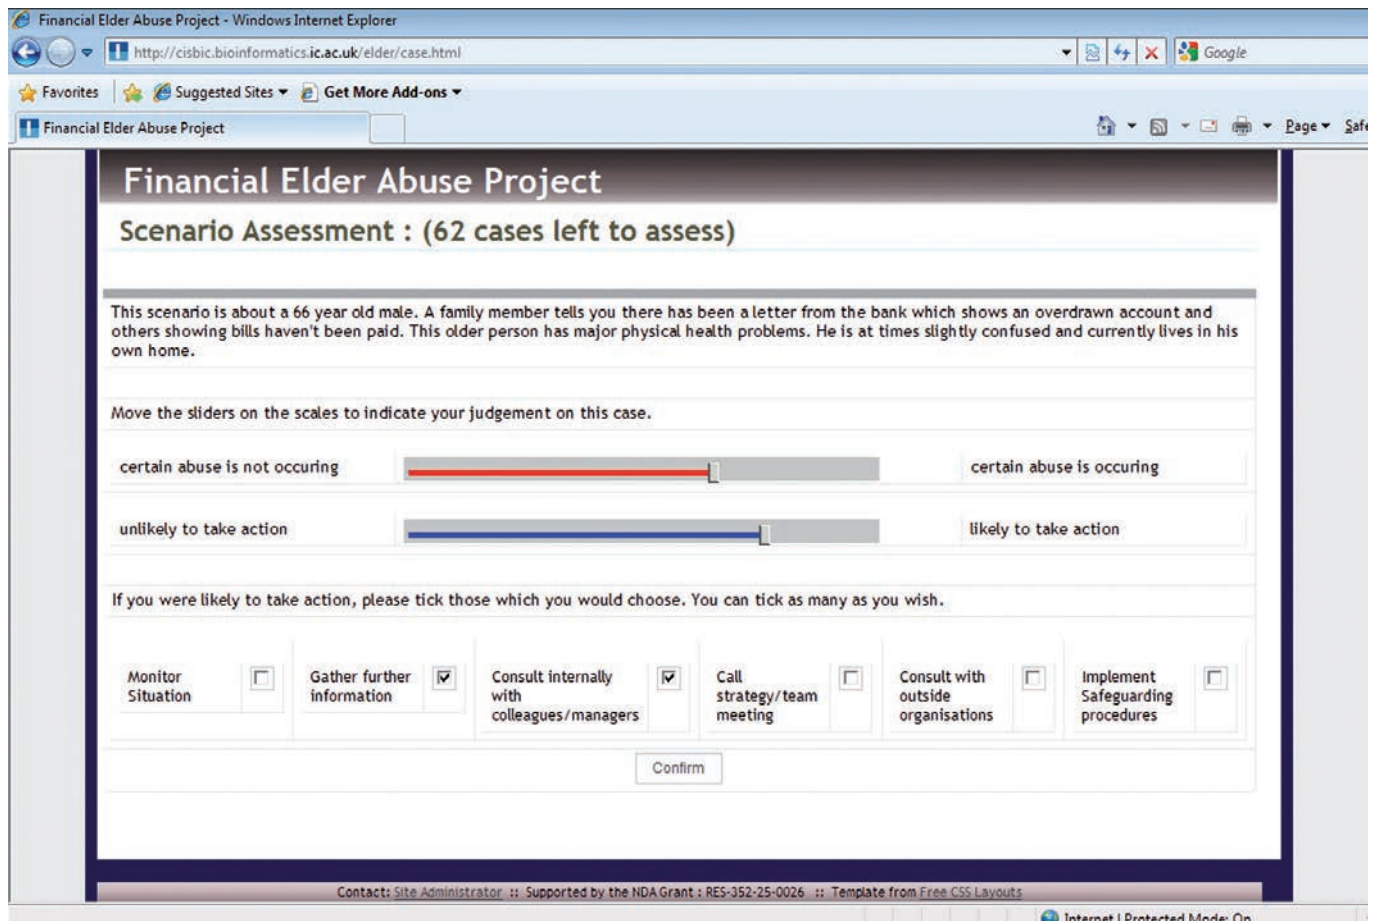 Financial Elder Abuse Project - Windows Internet Explorer
http://cisbic.bioinformatics.ic.ac.uk/elder/case.html
Google
Favorites Suggested Sites Get More Add-ons
Financial Elder Abuse Project
Page Safe
Financial Elder Abuse Project
Scenario Assessment : (62 cases left to assess)
This scenario is about a 66 year old male. A family member tells you there has been a letter from the bank which shows an overdrawn account and
others showing bills haven't been paid. This older person has major physical health problems. He is at times slightly confused and currently lives in his
own home.
Move the sliders on the scales to indicate your judgement on this case.
certain abuse is not occuring certain abuse is occuring
unlikely to take action likely to take action
If you were likely to take action, please tick those which you would choose. You can tick as many as you wish.
Monitor
Situation
Gather further
information
Consult internally
with
colleagues/managers
Call
strategy/team
meeting
Consult with
outside
organisations
Implement
Safeguarding
procedures
Confirm
Contact: Site Administrator :: Supported by the NDA Grant : RES-352-25-0026 :: Template from Free CSS Layouts
Internet | Protected Mode: On